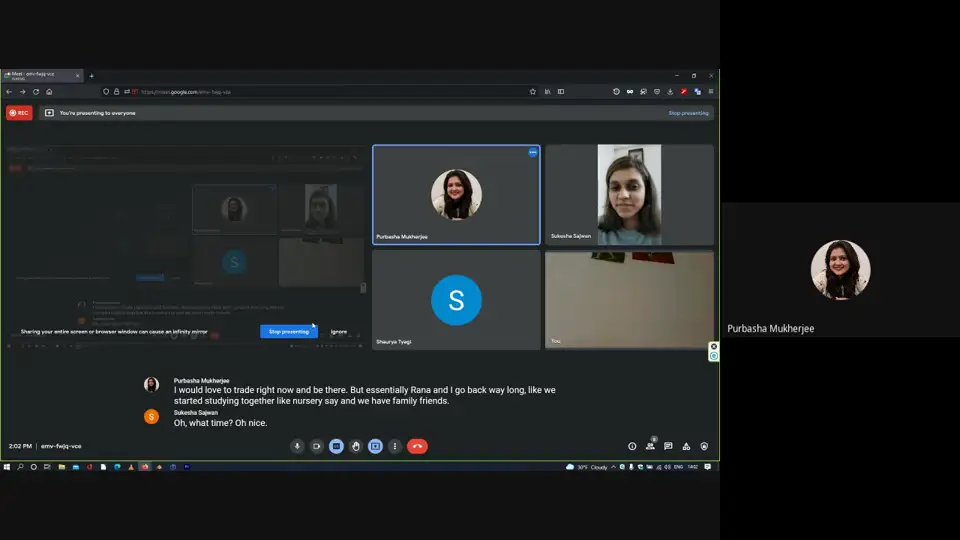 Meet - emv-fwjq-vce
https://meet.google.com/emv-fwjq-vce
REC
You're presenting to everyone
Stop presenting
Purbasha Mukherjee
Sukesha Sajwan
S
Shaurya Tyagi
You
Sharing your entire screen or browser window can cause an infinity mirror
Stop presenting
Ignore
Purbasha Mukherjee
I would love to trade right now and be there. But essentially Rana and I go back way long, like we
started studying together like nursery say and we have family friends.
S
Sukesha Sajwan
Oh, what time? Oh nice.
2:02 PM | emv-fwjq-vce
30°C Cloudy
ENG
14:02
Purbasha Mukherjee